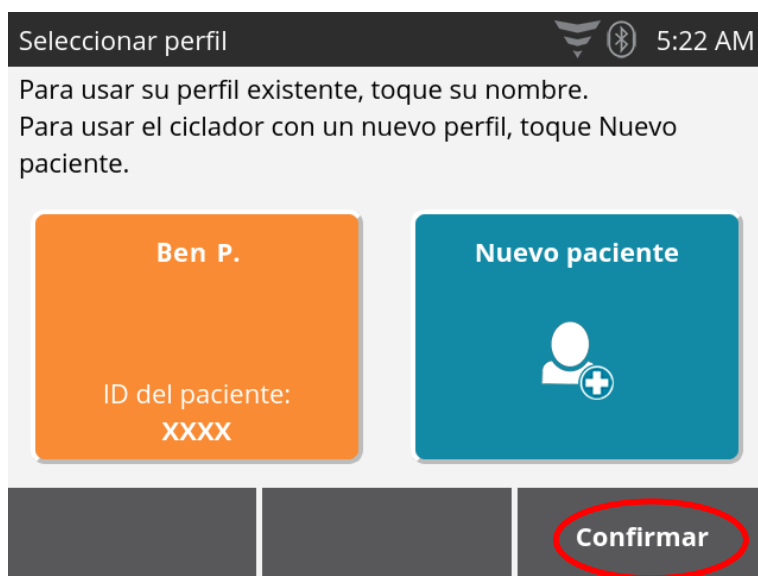 Seleccionar perfil 5:22 AM
Para usar su perfil existente, toque su nombre.
Para usar el ciclador con un nuevo perfil, toque Nuevo
paciente.
Ben P.
ID del paciente:
XXXX
Nuevo paciente
Confirmar